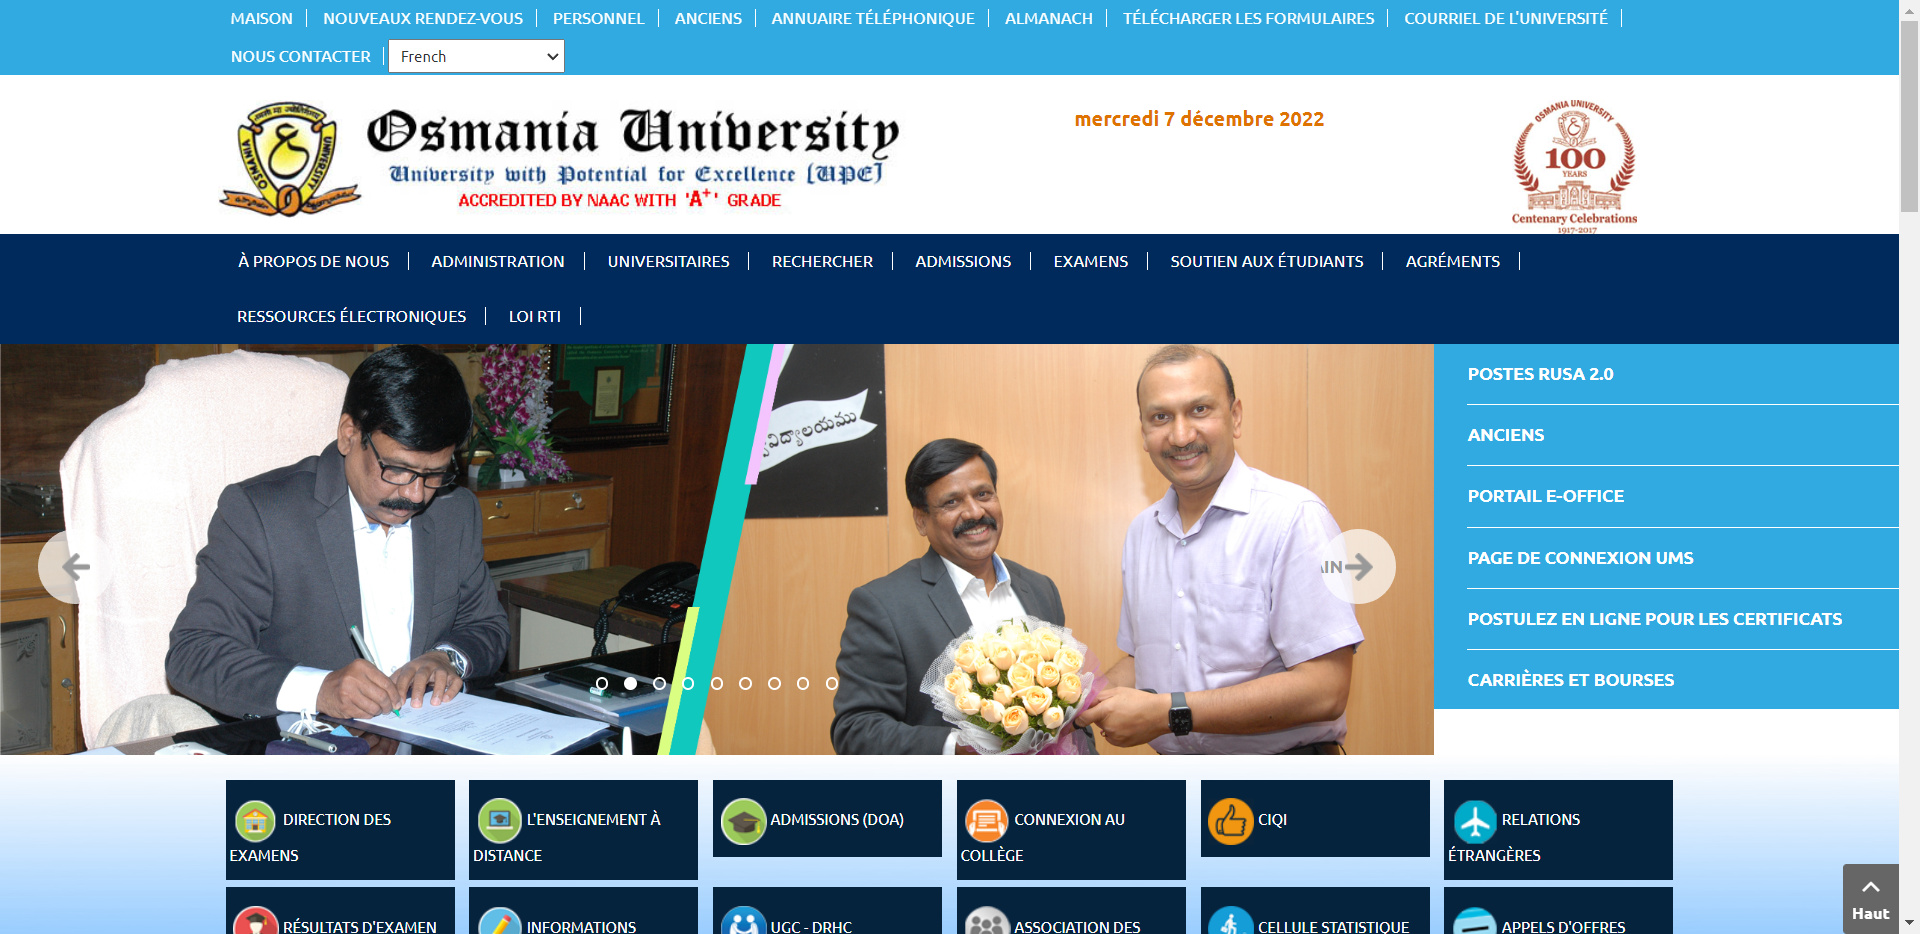 MAISON
NOUVEAUX RENDEZ-VOUS
PERSONNEL
ANCIENS
ANNUAIRE TÉLÉPHONIQUE
ALMANACH
TÉLÉCHARGER LES FORMULAIRES
COURRIEL DE L'UNIVERSITÉ
NOUS CONTACTER
French
Osmania University
University with Potential for Excellence [UPE]
ACCREDITED BY NAAC WITH 'A+' GRADE
mercredi 7 décembre 2022
OSMANIA UNIVERSITY
100
YEARS
Centenary Celebrations
1917-2017
OSMANIA
UNIVERSITY
À PROPOS DE NOUS
ADMINISTRATION
UNIVERSITAIRES
RECHERCHER
ADMISSIONS
EXAMENS
SOUTIEN AUX ÉTUDIANTS
AGRÉMENTS
RESSOURCES ÉLECTRONIQUES
LOI RTI
POSTES RUSA 2.0
ANCIENS
PORTAIL E-OFFICE
PAGE DE CONNEXION UMS
POSTULEZ EN LIGNE POUR LES CERTIFICATS
CARRIÈRES ET BOURSES
DIRECTION DES
EXAMENS
L'ENSEIGNEMENT À
DISTANCE
ADMISSIONS (DOA)
CONNEXION AU
COLLÈGE
CIQI
RELATIONS
ÉTRANGÈRES
RÉSULTATS D'EXAMEN
INFORMATIONS
UGC - DRHC
ASSOCIATION DES
CELLULE STATISTIQUE
APPELS D'OFFRES
Haut